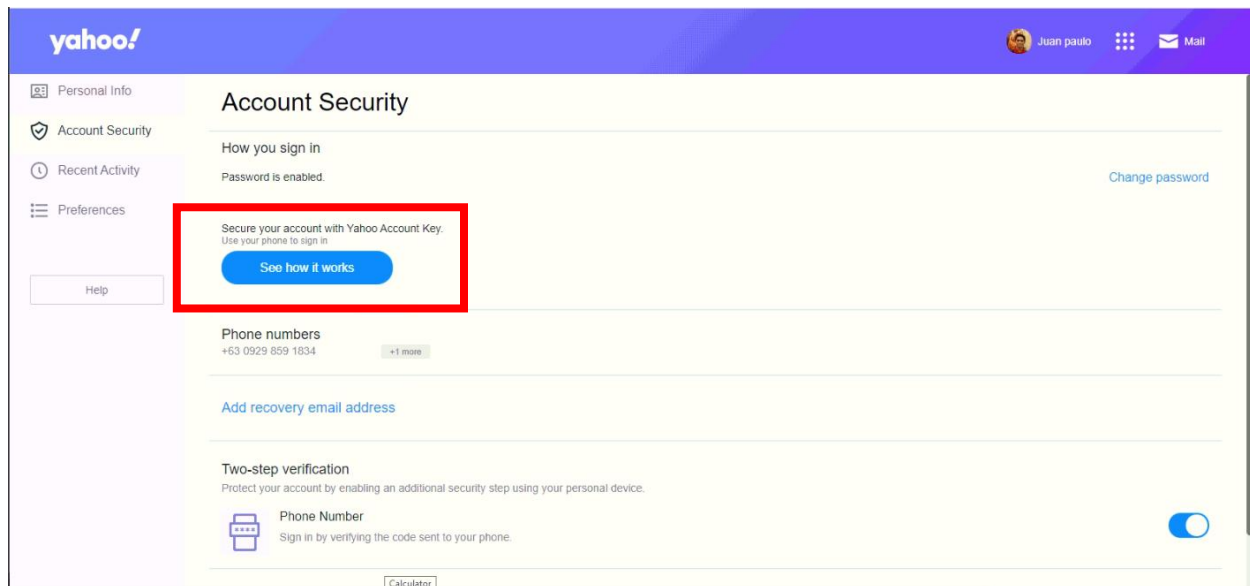 yahoo!
Juan paulo
Mail
Personal Info
Account Security
Recent Activity
Preferences
Help
Account Security
How you sign in
Password is enabled.
Change password
Secure your account with Yahoo Account Key.
Use your phone to sign in
See how it works
Phone numbers
+63 0929 859 1834 +1 more
Add recovery email address
Two-step verification
Protect your account by enabling an additional security step using your personal device.
Phone Number
Sign in by verifying the code sent to your phone.
Calculator